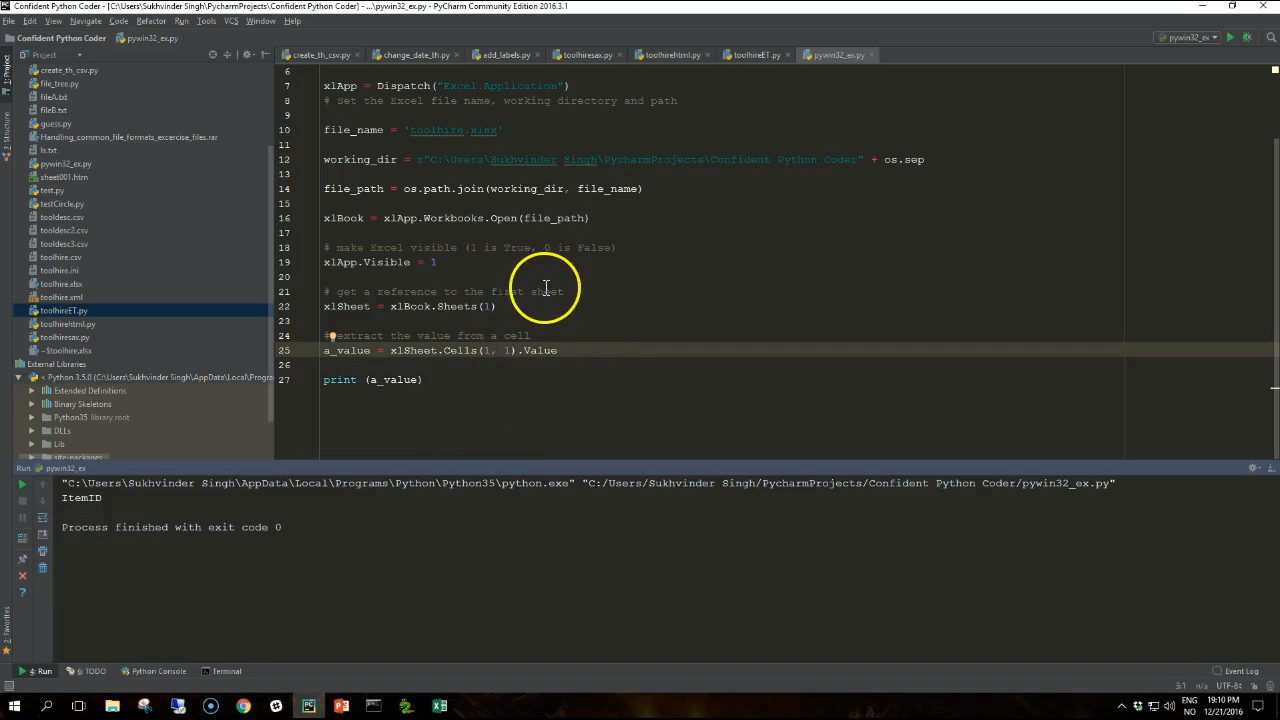 Confident Python Coder - [C:\Users\Sukhvinder Singh\PycharmProjects\Confident Python Coder] - ...\pywin32_ex.py - PyCharm Community Edition 2016.3.1
File Edit View Navigate Code Refactor Run Tools VCS Window Help
Confident Python Coder pywin32_ex.py pywin32_ex
Project create_th_csv.py change_date_th.py add_labels.py toolhiresax.py toolhirehtml.py toolhireET.py pywin32_ex.py
1: Project
7: Structure
2: Favorites
create_th_csv.py
file_tree.py
fileA.txt
fileB.txt
guess.py
Handling_common_file_formats_excercise_files.rar
ls.txt
pywin32_ex.py
sheet001.htm
test.py
testCircle.py
tooldesc.csv
tooldesc2.csv
tooldesc3.csv
toolhire.csv
toolhire.ini
toolhire.xlsx
toolhire.xml
toolhireET.py
toolhirehtml.py
toolhiresax.py
~$toolhire.xlsx
External Libraries
< Python 3.5.0 (C:\Users\Sukhvinder Singh\AppData\Local\Progra
Extended Definitions
Binary Skeletons
Python35 library root
DLLs
Lib
site-packages
6
7 xlApp = Dispatch("Excel.Application")
8 # Set the Excel file name, working directory and path
9
10 file_name = 'toolhire.xlsx'
11
12 working_dir = r"C:\Users\Sukhvinder Singh\PycharmProjects\Confident Python Coder" + os.sep
13
14 file_path = os.path.join(working_dir, file_name)
15
16 xlBook = xlApp.Workbooks.Open(file_path)
17
18 # make Excel visible (1 is True, 0 is False)
19 xlApp.Visible = 1
20
21 # get a reference to the first sheet
22 xlSheet = xlBook.Sheets(1)
23
24 # extract the value from a cell
25 a_value = xlSheet.Cells(1, 1).Value
26
27 print (a_value)
Run pywin32_ex
"C:\Users\Sukhvinder Singh\AppData\Local\Programs\Python\Python35\python.exe" "C:/Users/Sukhvinder Singh/PycharmProjects/Confident Python Coder/pywin32_ex.py"
ItemID
Process finished with exit code 0
4: Run 6: TODO Python Console Terminal Event Log
3:1 n/a UTF-8
ENG 19:10 PM
NO 12/21/2016